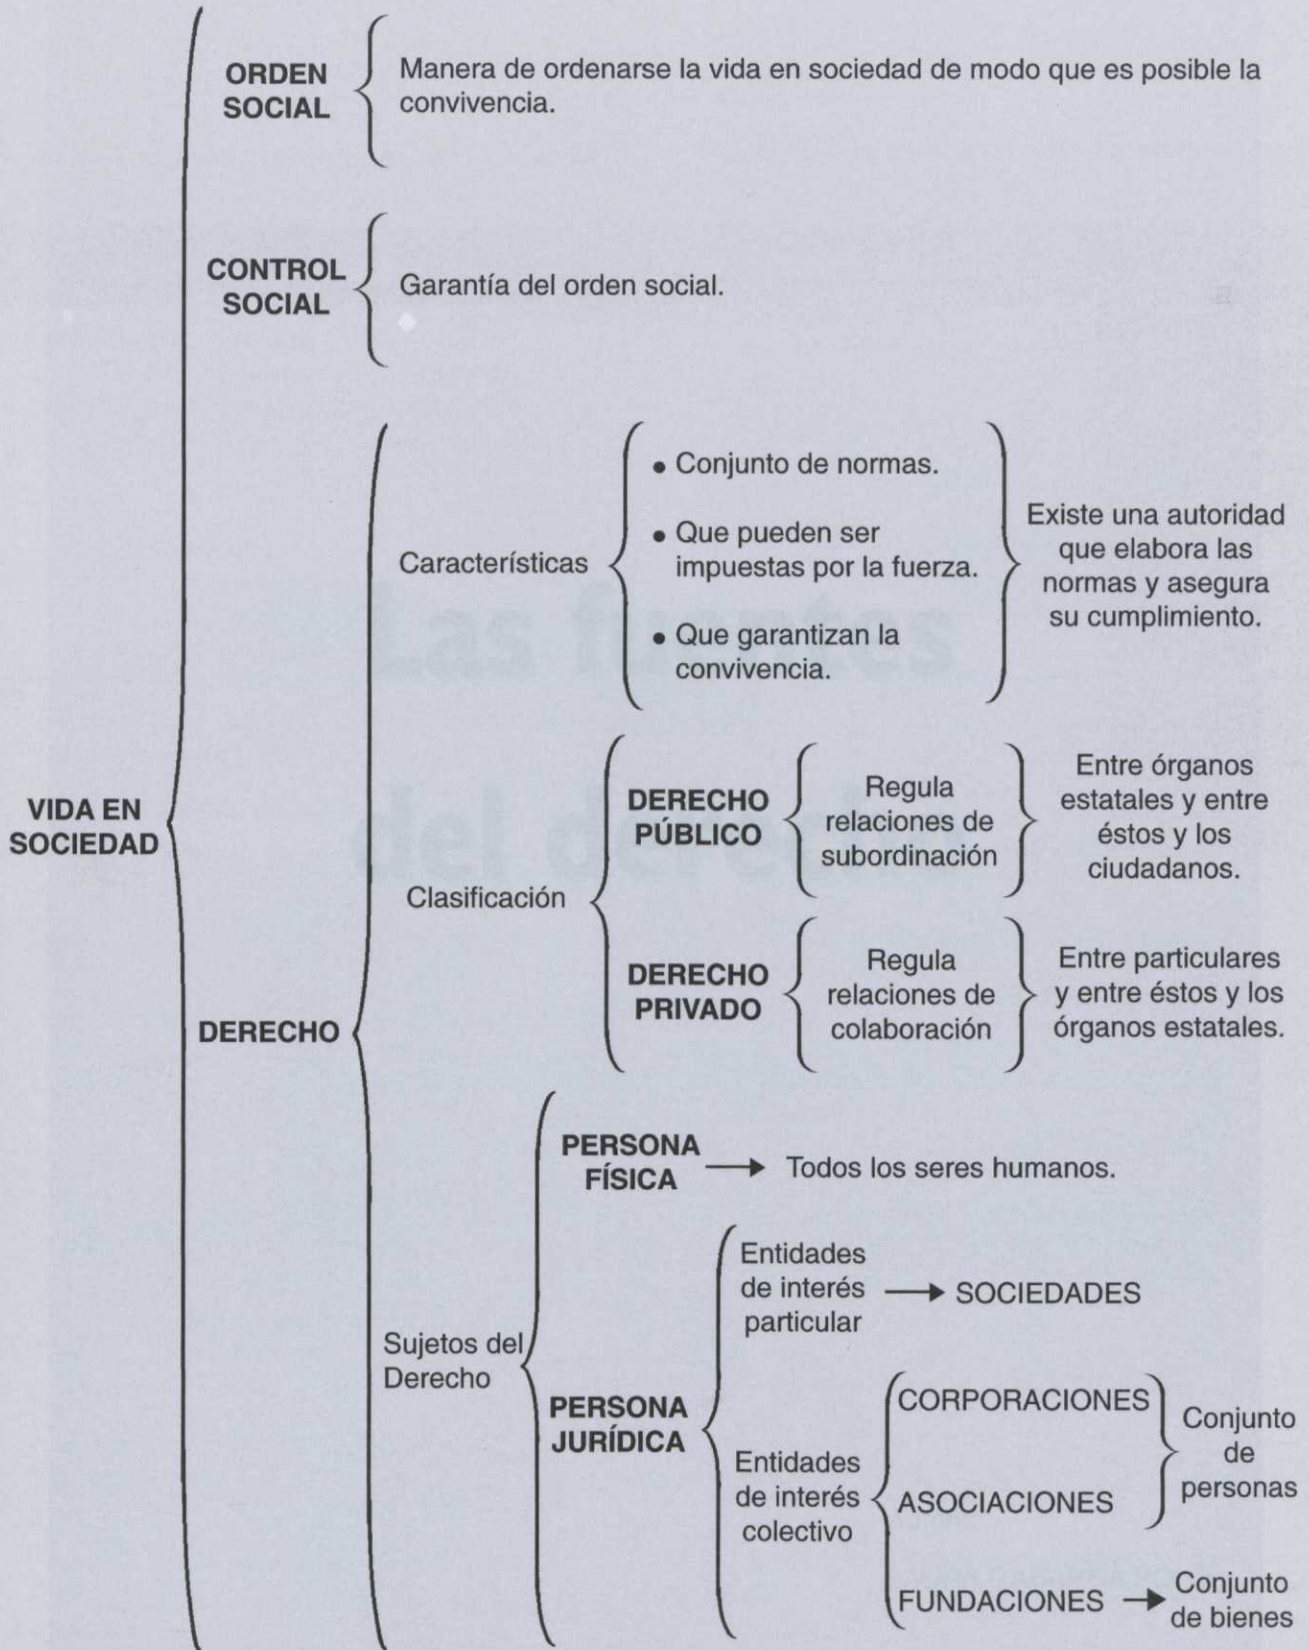 ORDEN
SOCIAL
Manera de ordenarse la vida en sociedad de modo que es posible la
convivencia.
CONTROL
SOCIAL
Garantía del orden social.
VIDA EN
SOCIEDAD
DERECHO
Características
• Conjunto de normas.
• Que pueden ser
impuestas por la fuerza.
• Que garantizan la
convivencia.
Existe una autoridad
que elabora las
normas y asegura
su cumplimiento.
Clasificación
DERECHO
PÚBLICO
Regula
relaciones de
subordinación
Entre órganos
estatales y entre
éstos y los
ciudadanos.
DERECHO
PRIVADO
Regula
relaciones de
colaboración
Entre particulares
y entre éstos y los
órganos estatales.
Sujetos del
Derecho
PERSONA
FÍSICA
Todos los seres humanos.
PERSONA
JURÍDICA
Entidades
de interés
particular
SOCIEDADES
Entidades
de interés
colectivo
CORPORACIONES
ASOCIACIONES
Conjunto
de
personas
FUNDACIONES
Conjunto
de bienes
Las fuentes
del derecho